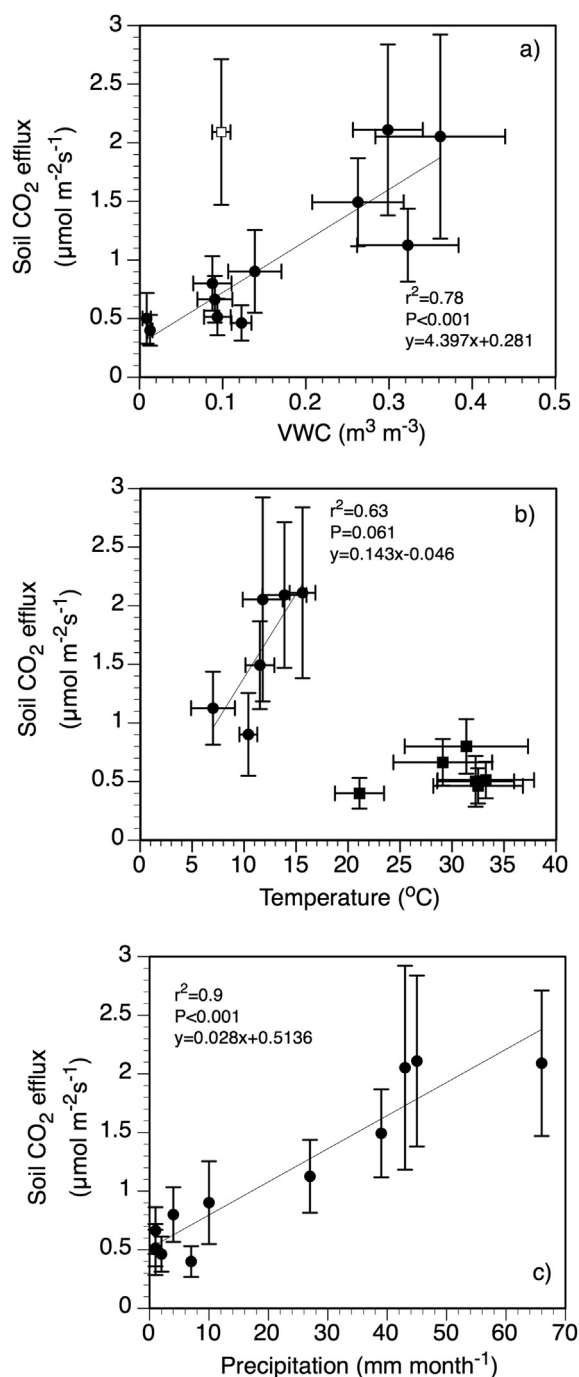 a)
3
2.5
2
1.5
1
0.5
0
Soil CO₂ efflux
(µmol m⁻²s⁻¹)
r²=0.78
P<0.001
y=4.397x+0.281
0 0.1 0.2 0.3 0.4 0.5
VWC (m³ m⁻³)
b)
3
2.5
2
1.5
1
0.5
0
Soil CO₂ efflux
(µmol m⁻²s⁻¹)
r²=0.63
P=0.061
y=0.143x-0.046
0 5 10 15 20 25 30 35 40
Temperature (°C)
3
2.5
2
1.5
1
0.5
0
Soil CO₂ efflux
(µmol m⁻²s⁻¹)
r²=0.9
P<0.001
y=0.028x+0.5136
c)
0 10 20 30 40 50 60 70
Precipitation (mm month⁻¹)